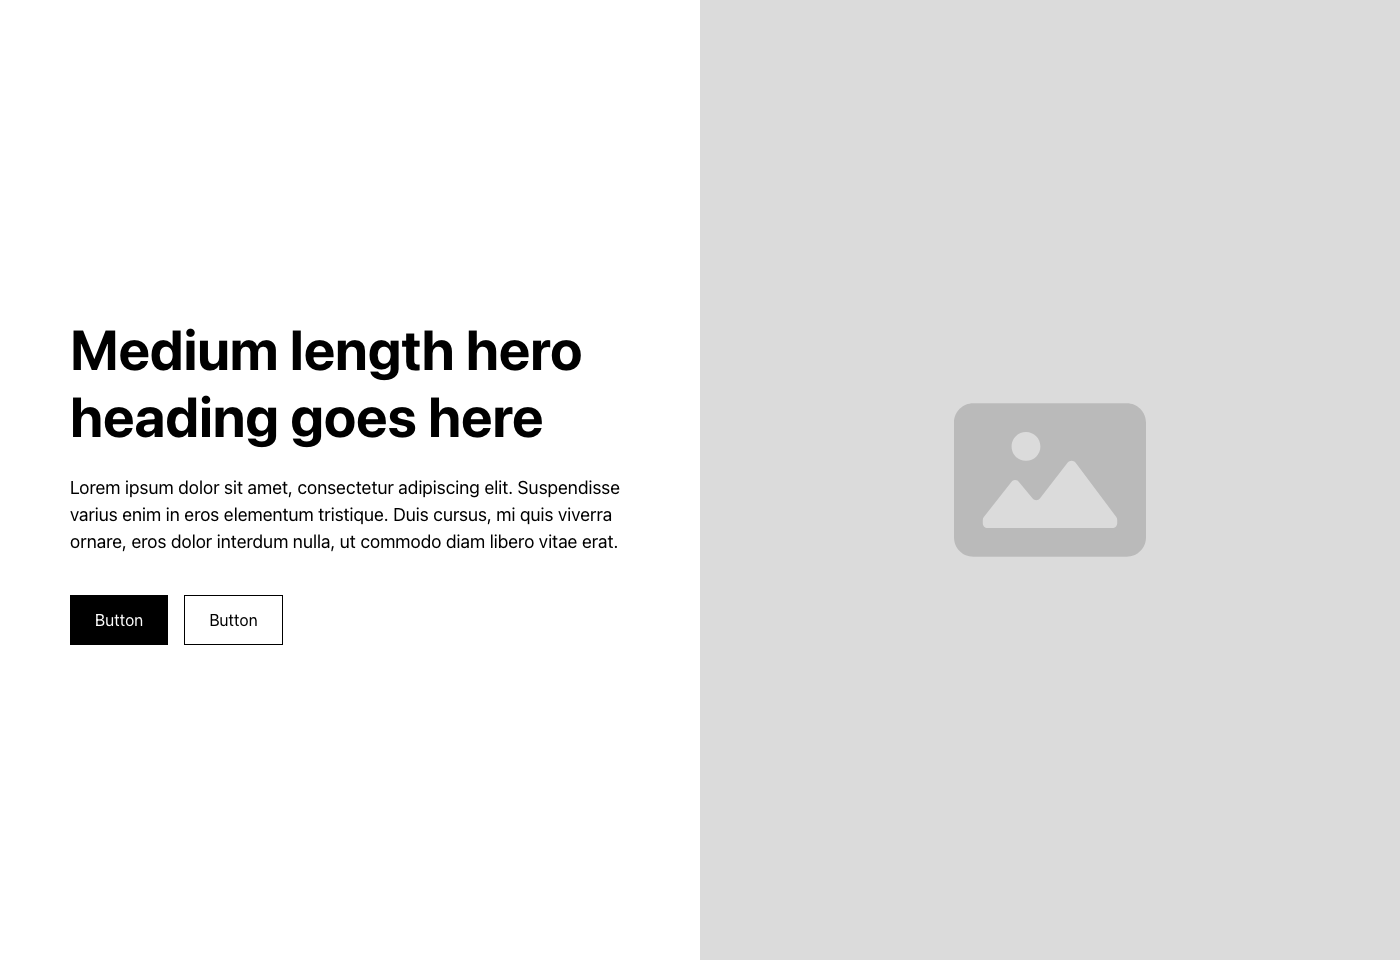 Medium length hero
heading goes here
Lorem ipsum dolor sit amet, consectetur adipiscing elit. Suspendisse
varius enim in eros elementum tristique. Duis cursus, mi quis viverra
ornare, eros dolor interdum nulla, ut commodo diam libero vitae erat.
Button Button